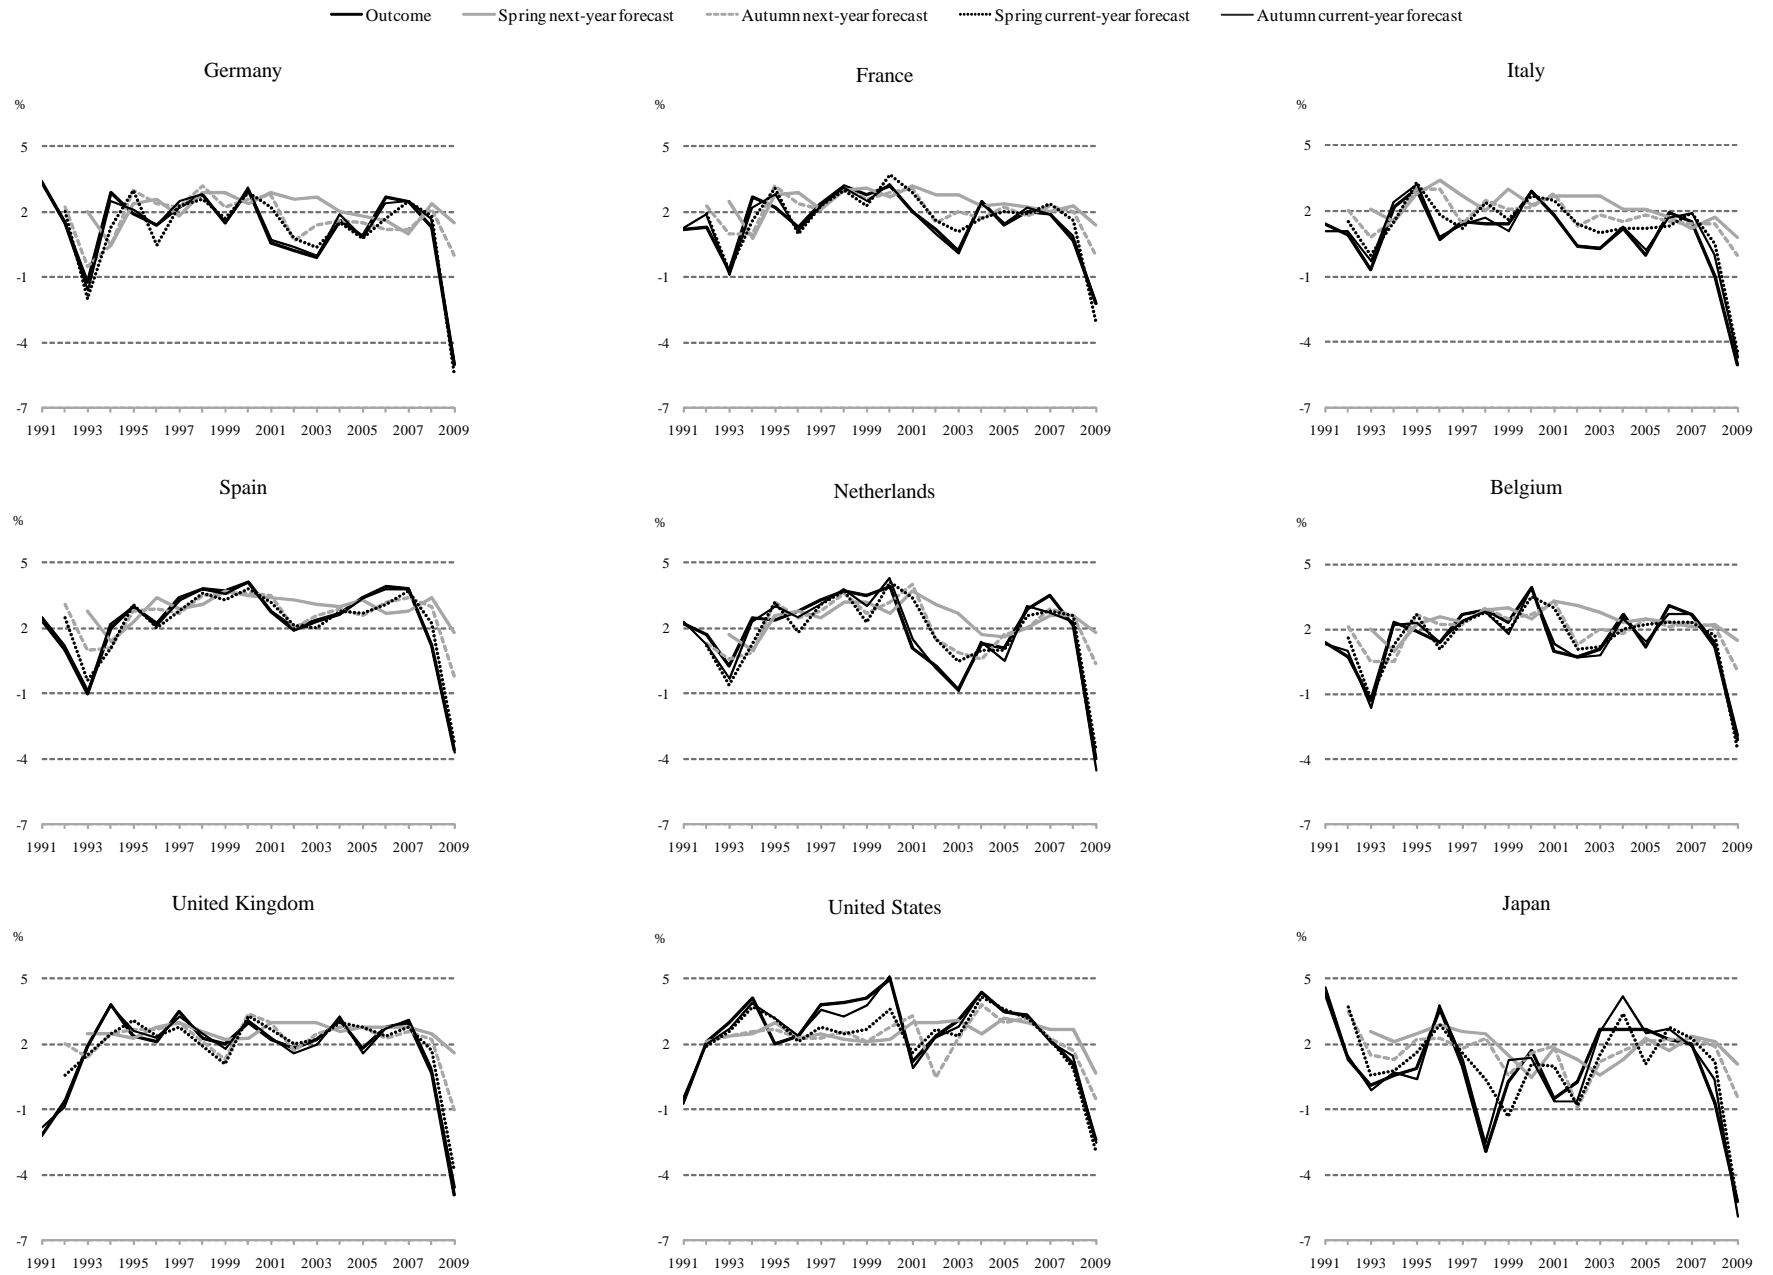 Outcome Spring next-year forecast Autumn next-year forecast Spring current-year forecast Autumn current-year forecast
Germany France Italy
% % %
5 5 5
2 2 2
-1 -1 -1
-4 -4 -4
-7 -7 -7
1991 1993 1995 1997 1999 2001 2003 2005 2007 2009 1991 1993 1995 1997 1999 2001 2003 2005 2007 2009 1991 1993 1995 1997 1999 2001 2003 2005 2007 2009
Spain Netherlands Belgium
% % %
5 5 5
2 2 2
-1 -1 -1
-4 -4 -4
-7 -7 -7
1991 1993 1995 1997 1999 2001 2003 2005 2007 2009 1991 1993 1995 1997 1999 2001 2003 2005 2007 2009 1991 1993 1995 1997 1999 2001 2003 2005 2007 2009
United Kingdom United States Japan
% % %
5 5 5
2 2 2
-1 -1 -1
-4 -4 -4
-7 -7 -7
1991 1993 1995 1997 1999 2001 2003 2005 2007 2009 1991 1993 1995 1997 1999 2001 2003 2005 2007 2009 1991 1993 1995 1997 1999 2001 2003 2005 2007 2009